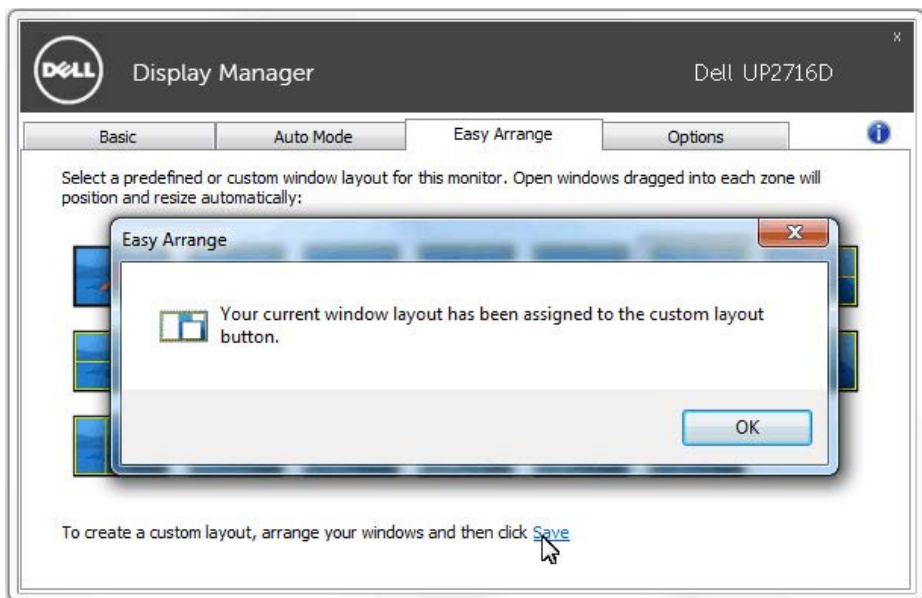 DELL
Display Manager
Dell UP2716D
x
Basic
Auto Mode
Easy Arrange
Options
i
Select a predefined or custom window layout for this monitor. Open windows dragged into each zone will
position and resize automatically:
Easy Arrange
Your current window layout has been assigned to the custom layout
button.
OK
To create a custom layout, arrange your windows and then click Save